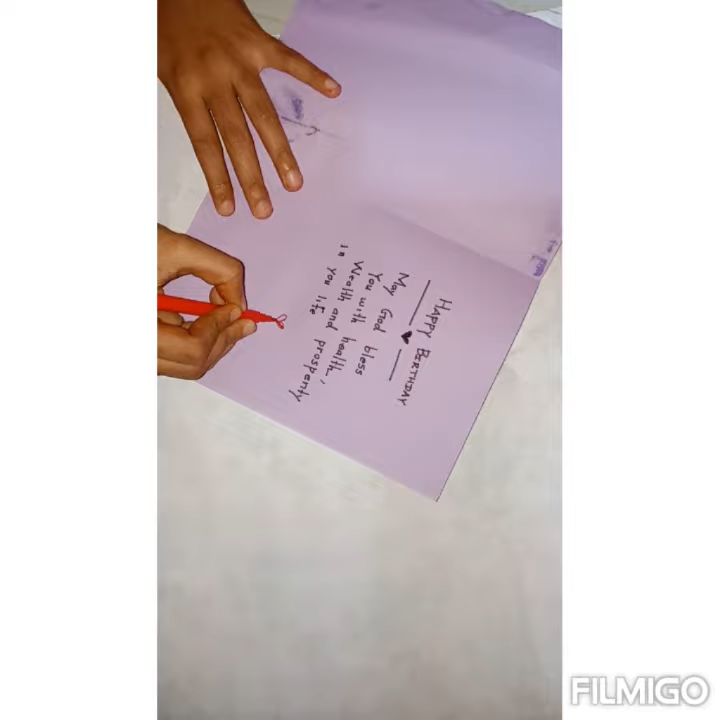 HAPPY BIRTHDAY
May God bless
You with health,
Wealth, and prosperity
in You life
FILMIGO